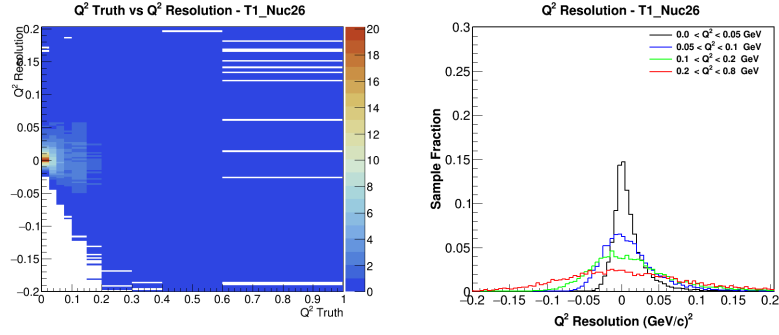 Q² Truth vs Q² Resolution - T1_Nuc26
Q² Resolution
0.2
0.15
0.1
0.05
0
−0.05
−0.1
−0.15
−0.2
0 0.1 0.2 0.3 0.4 0.5 0.6 0.7 0.8 0.9 1
Q² Truth
20
18
16
14
12
10
8
6
4
2
0
Q² Resolution - T1_Nuc26
Sample Fraction
0.3
0.25
0.2
0.15
0.1
0.05
0
0.0 < Q² < 0.05 GeV
0.05 < Q² < 0.1 GeV
0.1 < Q² < 0.2 GeV
0.2 < Q² < 0.8 GeV
−0.2 −0.15 −0.1 −0.05 0 0.05 0.1 0.15 0.2
Q² Resolution (GeV/c)²